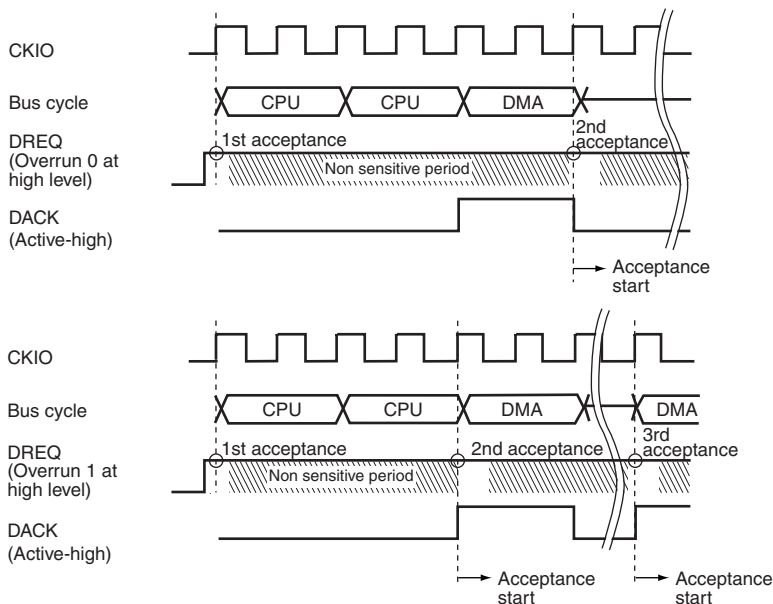 CKIO
Bus cycle
CPU
CPU
DMA
DREQ
(Overrun 0 at
high level)
1st acceptance
2nd
acceptance
Non sensitive period
DACK
(Active-high)
Acceptance
start
CKIO
Bus cycle
CPU
CPU
DMA
DMA
DREQ
(Overrun 1 at
high level)
1st acceptance
2nd acceptance
3rd
acceptance
Non sensitive period
DACK
(Active-high)
Acceptance
start
Acceptance
start